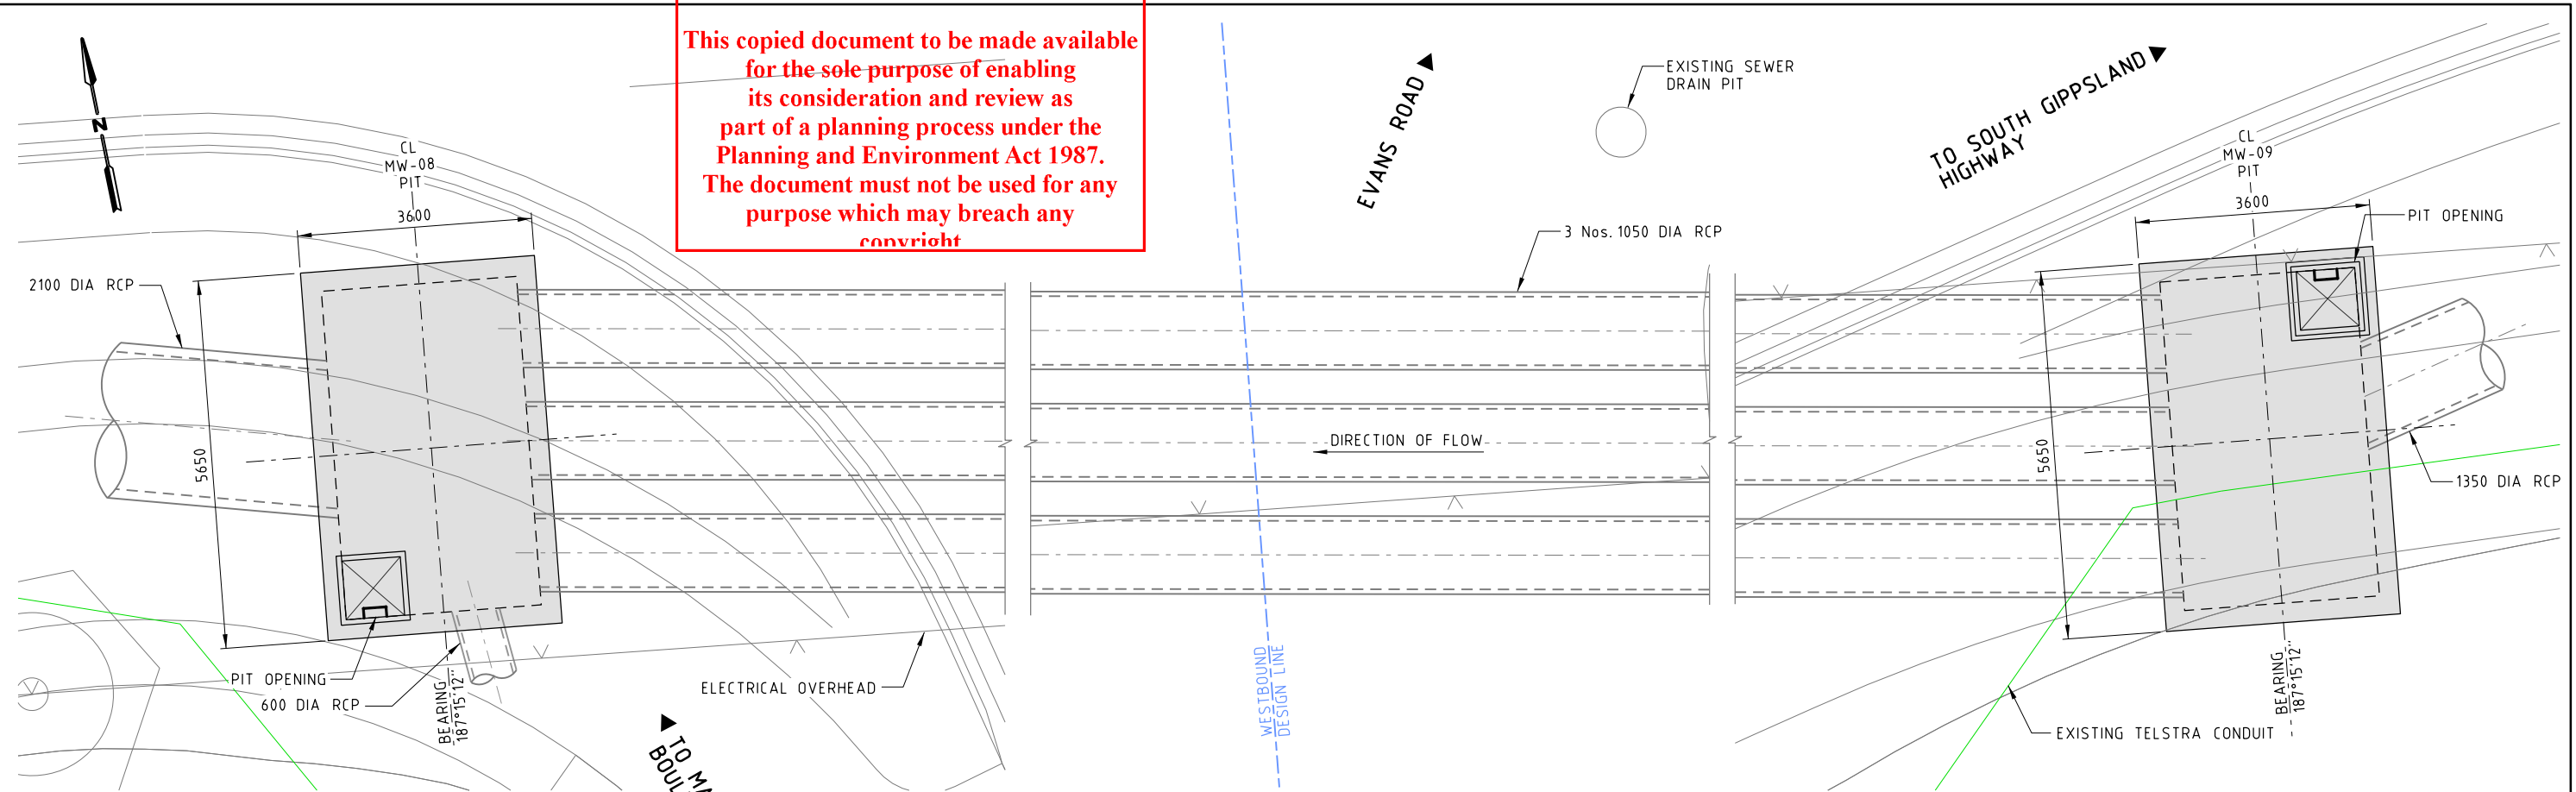 This copied document to be made available
for the sole purpose of enabling
its consideration and review as
part of a planning process under the
Planning and Environment Act 1987.
The document must not be used for any
purpose which may breach any
copyright
N
CL
MW-08
PIT
3600
2100 DIA RCP
5650
PIT OPENING
600 DIA RCP
BEARING
187°15'12"
ELECTRICAL OVERHEAD
TO
EVANS ROAD
EXISTING SEWER
DRAIN PIT
3 Nos. 1050 DIA RCP
DIRECTION OF FLOW
WESTBOUND
DESIGN LINE
TO SOUTH GIPPSLAND
HIGHWAY
CL
MW-09
PIT
3600
PIT OPENING
5650
1350 DIA RCP
BEARING
187°15'12"
EXISTING TELSTRA CONDUIT